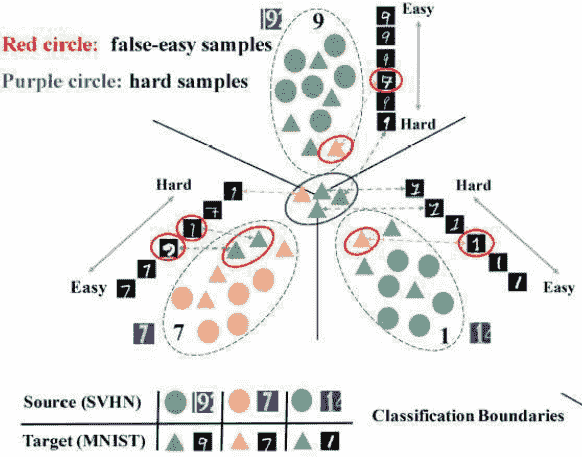 9
Easy
Red circle: false-easy samples
Purple circle: hard samples
Hard
Hard
Hard
Easy
Easy
7
1
Source (SVHN)
Target (MNIST)
Classification Boundaries